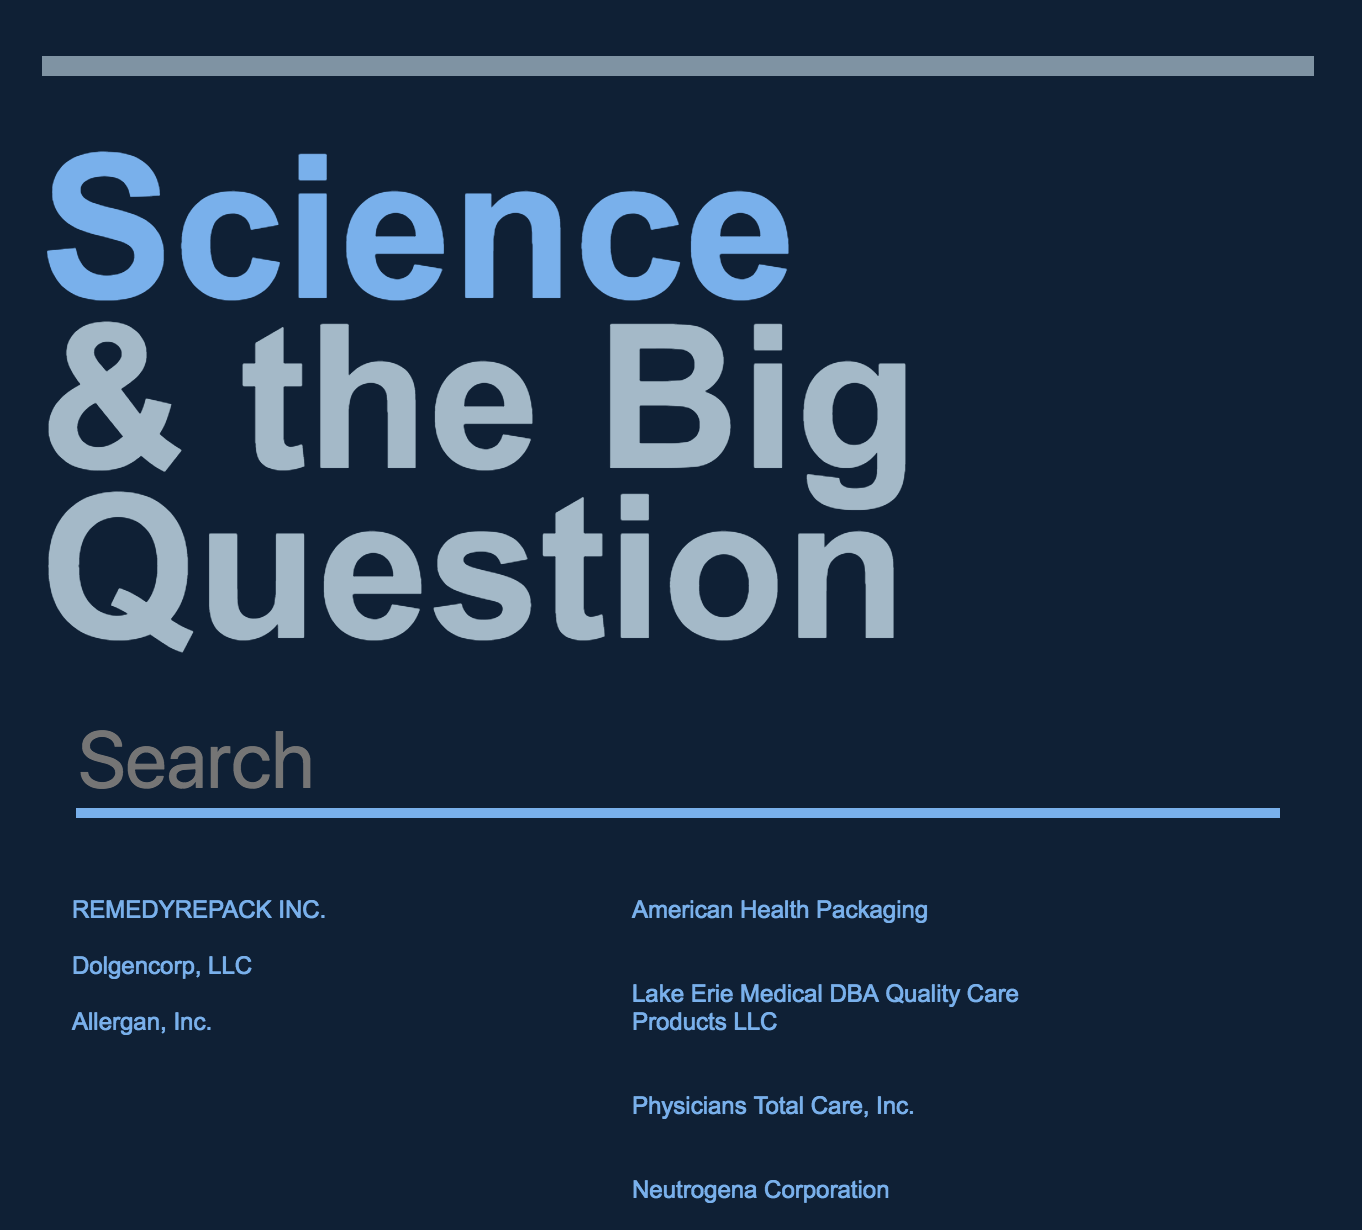 Science
& the Big
Question
Search
REMEDYREPACK INC.
Dolgencorp, LLC
Allergan, Inc.
American Health Packaging
Lake Erie Medical DBA Quality Care
Products LLC
Physicians Total Care, Inc.
Neutrogena Corporation